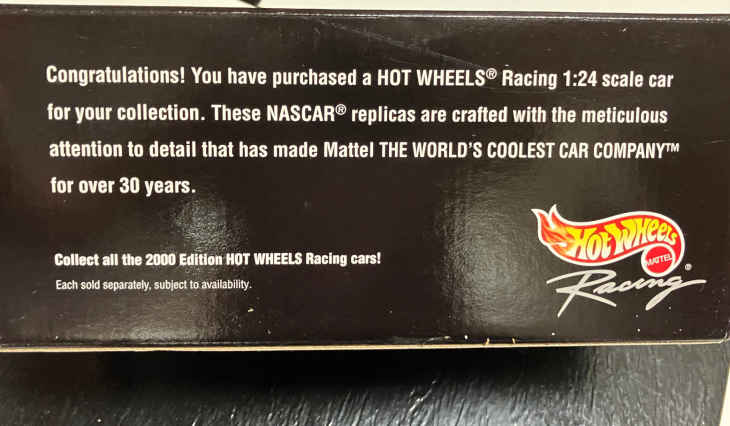 Congratulations! You have purchased a HOT WHEELS® Racing 1:24 scale car
for your collection. These NASCAR® replicas are crafted with the meticulous
attention to detail that has made Mattel THE WORLD'S COOLEST CAR COMPANY™
for over 30 years.
Collect all the 2000 Edition HOT WHEELS Racing cars!
Each sold separately, subject to availability.
Hot Wheels
MATTEL
Racing®